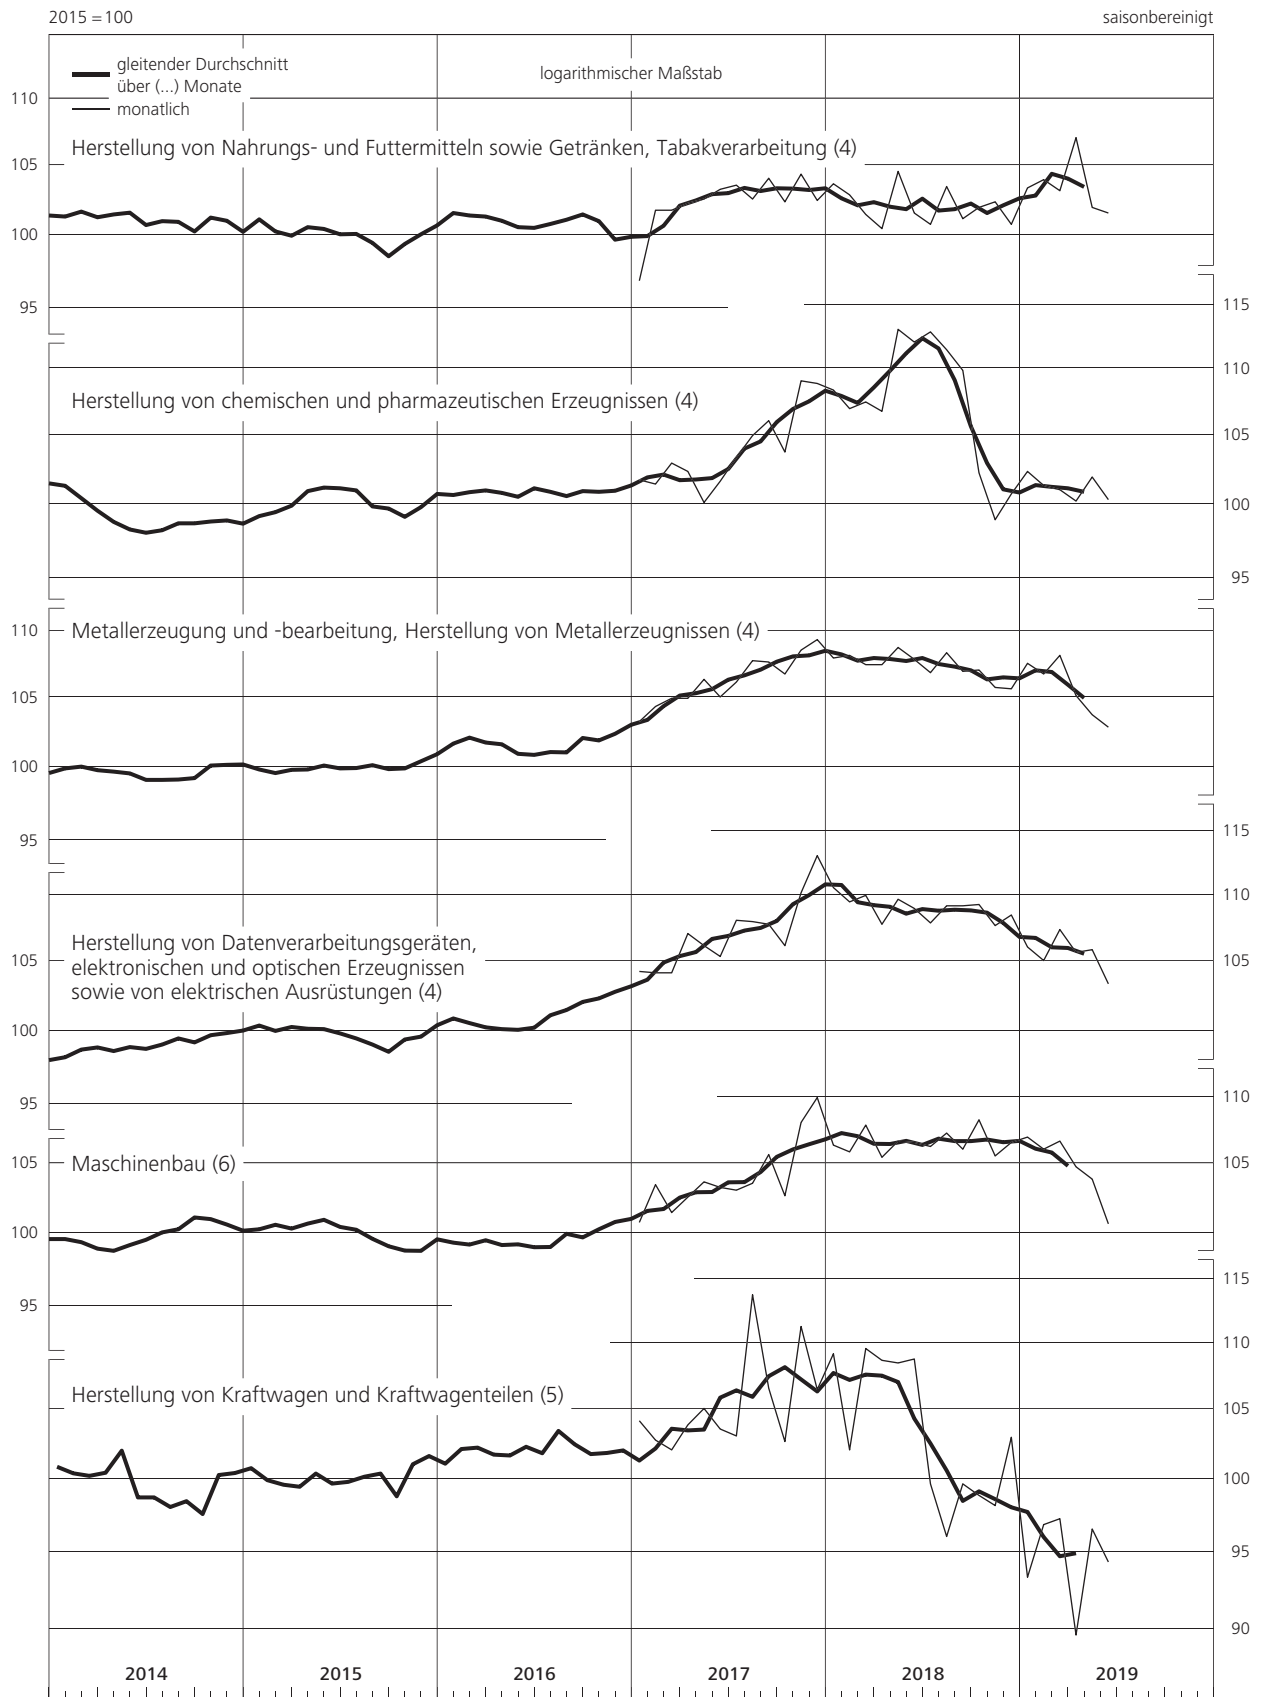 2015 = 100
saisonbereinigt
gleitender Durchschnitt
über (...) Monate
monatlich
logarithmischer Maßstab
110
Herstellung von Nahrungs- und Futtermitteln sowie Getränken, Tabakverarbeitung (4)
105
100
95
115
110
Herstellung von chemischen und pharmazeutischen Erzeugnissen (4)
105
100
95
110
Metallerzeugung und -bearbeitung, Herstellung von Metallerzeugnissen (4)
105
100
95
115
110
Herstellung von Datenverarbeitungsgeräten,
elektronischen und optischen Erzeugnissen
sowie von elektrischen Ausrüstungen (4)
105
105
100
95
110
105
Maschinenbau (6)
105
100
95
115
110
Herstellung von Kraftwagen und Kraftwagenteilen (5)
105
100
95
90
2014 2015 2016 2017 2018 2019